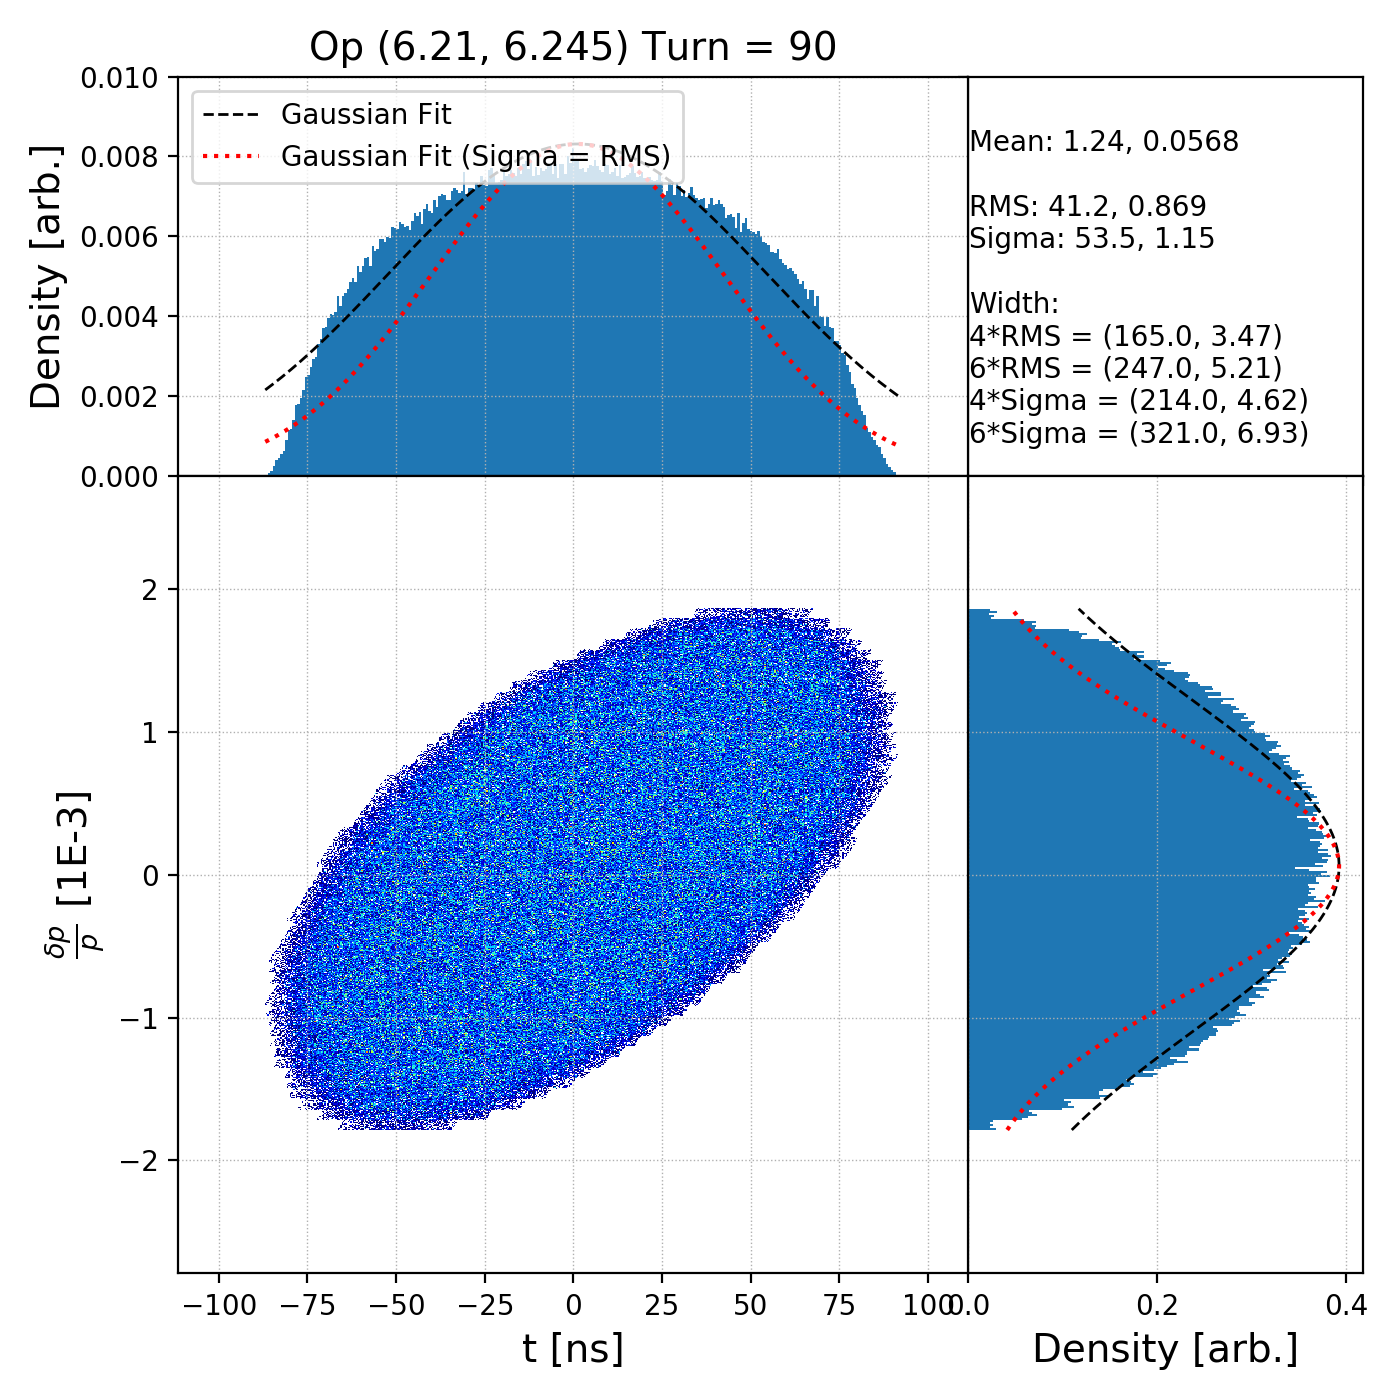 Op (6.21, 6.245) Turn = 90
0.010
0.008
0.006
0.004
0.002
0.000
Density [arb.]
Gaussian Fit
Gaussian Fit (Sigma = RMS)
Mean: 1.24, 0.0568
RMS: 41.2, 0.869
Sigma: 53.5, 1.15
Width:
4*RMS = (165.0, 3.47)
6*RMS = (247.0, 5.21)
4*Sigma = (214.0, 4.62)
6*Sigma = (321.0, 6.93)
2
1
0
−1
−2
δp/p [1E-3]
−100 −75 −50 −25 0 25 50 75 100
t [ns]
0.0 0.2 0.4
Density [arb.]